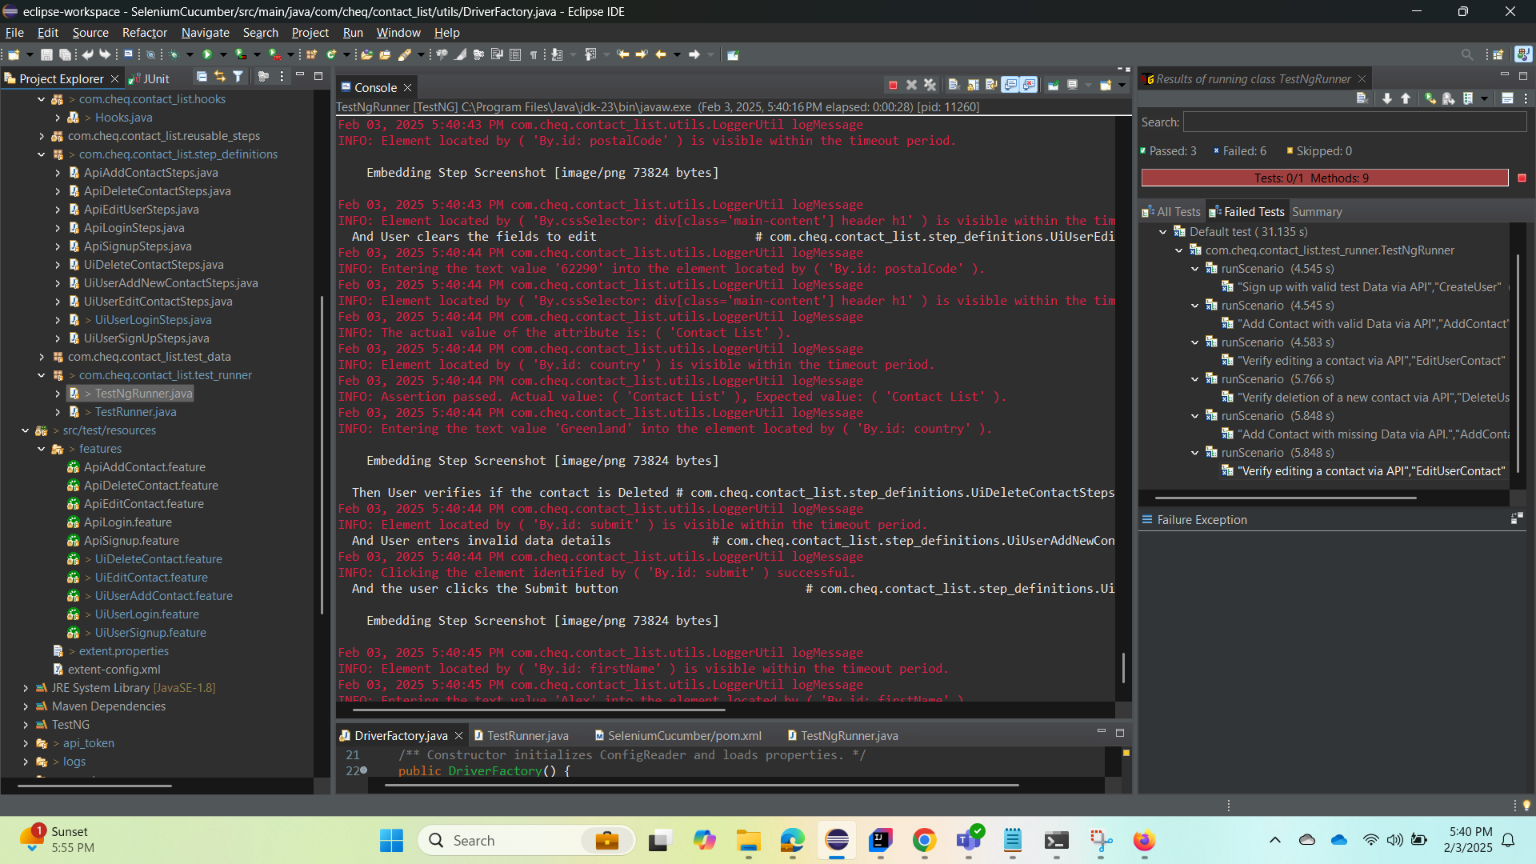 eclipse-workspace - SeleniumCucumber/src/main/java/com/cheq/contact_list/utils/DriverFactory.java - Eclipse IDE
File Edit Source Refactor Navigate Search Project Run Window Help
Project Explorer
JUnit
> com.cheq.contact_list.hooks
> Hooks.java
com.cheq.contact_list.reusable_steps
> com.cheq.contact_list.step_definitions
ApiAddContactSteps.java
ApiDeleteContactSteps.java
ApiEditUserSteps.java
ApiLoginSteps.java
ApiSignupSteps.java
UiDeleteContactSteps.java
UiUserAddNewContactSteps.java
UiUserEditContactSteps.java
> UiUserLoginSteps.java
UiUserSignUpSteps.java
com.cheq.contact_list.test_data
> com.cheq.contact_list.test_runner
> TestNgRunner.java
> TestRunner.java
> src/test/resources
> features
ApiAddContact.feature
ApiDeleteContact.feature
ApiEditContact.feature
ApiLogin.feature
ApiSignup.feature
> UiDeleteContact.feature
> UiEditContact.feature
> UiUserAddContact.feature
> UiUserLogin.feature
> UiUserSignup.feature
> extent.properties
extent-config.xml
JRE System Library [JavaSE-1.8]
Maven Dependencies
TestNG
> api_token
> logs
Console
TestNgRunner [TestNG] C:\Program Files\Java\jdk-23\bin\javaw.exe (Feb 3, 2025, 5:40:16 PM elapsed: 0:00:28) [pid: 11260]
Feb 03, 2025 5:40:43 PM com.cheq.contact_list.utils.LoggerUtil logMessage
INFO: Element located by ( 'By.id: postalCode' ) is visible within the timeout period.
Embedding Step Screenshot [image/png 73824 bytes]
Feb 03, 2025 5:40:43 PM com.cheq.contact_list.utils.LoggerUtil logMessage
INFO: Element located by ( 'By.cssSelector: div[class='main-content'] header h1' ) is visible within the tim
And User clears the fields to edit # com.cheq.contact_list.step_definitions.UiUserEdi
Feb 03, 2025 5:40:44 PM com.cheq.contact_list.utils.LoggerUtil logMessage
INFO: Entering the text value '62290' into the element located by ( 'By.id: postalCode' ).
Feb 03, 2025 5:40:44 PM com.cheq.contact_list.utils.LoggerUtil logMessage
INFO: Element located by ( 'By.cssSelector: div[class='main-content'] header h1' ) is visible within the tim
Feb 03, 2025 5:40:44 PM com.cheq.contact_list.utils.LoggerUtil logMessage
INFO: The actual value of the attribute is: ( 'Contact List' ).
Feb 03, 2025 5:40:44 PM com.cheq.contact_list.utils.LoggerUtil logMessage
INFO: Element located by ( 'By.id: country' ) is visible within the timeout period.
Feb 03, 2025 5:40:44 PM com.cheq.contact_list.utils.LoggerUtil logMessage
INFO: Assertion passed. Actual value: ( 'Contact List' ), Expected value: ( 'Contact List' ).
Feb 03, 2025 5:40:44 PM com.cheq.contact_list.utils.LoggerUtil logMessage
INFO: Entering the text value 'Greenland' into the element located by ( 'By.id: country' ).
Embedding Step Screenshot [image/png 73824 bytes]
Then User verifies if the contact is Deleted # com.cheq.contact_list.step_definitions.UiDeleteContactSteps
Feb 03, 2025 5:40:44 PM com.cheq.contact_list.utils.LoggerUtil logMessage
INFO: Element located by ( 'By.id: submit' ) is visible within the timeout period.
And User enters invalid data details # com.cheq.contact_list.step_definitions.UiUserAddNewCon
Feb 03, 2025 5:40:44 PM com.cheq.contact_list.utils.LoggerUtil logMessage
INFO: Clicking the element identified by ( 'By.id: submit' ) successful.
And the user clicks the Submit button # com.cheq.contact_list.step_definitions.Ui
Embedding Step Screenshot [image/png 73824 bytes]
Feb 03, 2025 5:40:45 PM com.cheq.contact_list.utils.LoggerUtil logMessage
INFO: Element located by ( 'By.id: firstName' ) is visible within the timeout period.
Feb 03, 2025 5:40:45 PM com.cheq.contact_list.utils.LoggerUtil logMessage
INFO: Entering the text value 'Alex' into the element located by ( 'By.id: firstName' )
DriverFactory.java
TestRunner.java
SeleniumCucumber/pom.xml
TestNgRunner.java
21 /** Constructor initializes ConfigReader and loads properties. */
22 public DriverFactory() {
Results of running class TestNgRunner
Search:
Passed: 3 Failed: 6 Skipped: 0
Tests: 0/1 Methods: 9
All Tests Failed Tests Summary
Default test ( 31.135 s)
com.cheq.contact_list.test_runner.TestNgRunner
runScenario (4.545 s)
"Sign up with valid test Data via API","CreateUser"
runScenario (4.545 s)
"Add Contact with valid Data via API","AddContact"
runScenario (4.583 s)
"Verify editing a contact via API","EditUserContact"
runScenario (5.766 s)
"Verify deletion of a new contact via API","DeleteUs
runScenario (5.848 s)
"Add Contact with missing Data via API.","AddConta
runScenario (5.848 s)
"Verify editing a contact via API","EditUserContact"
Failure Exception
1
Sunset
5:55 PM
Search
5:40 PM
2/3/2025